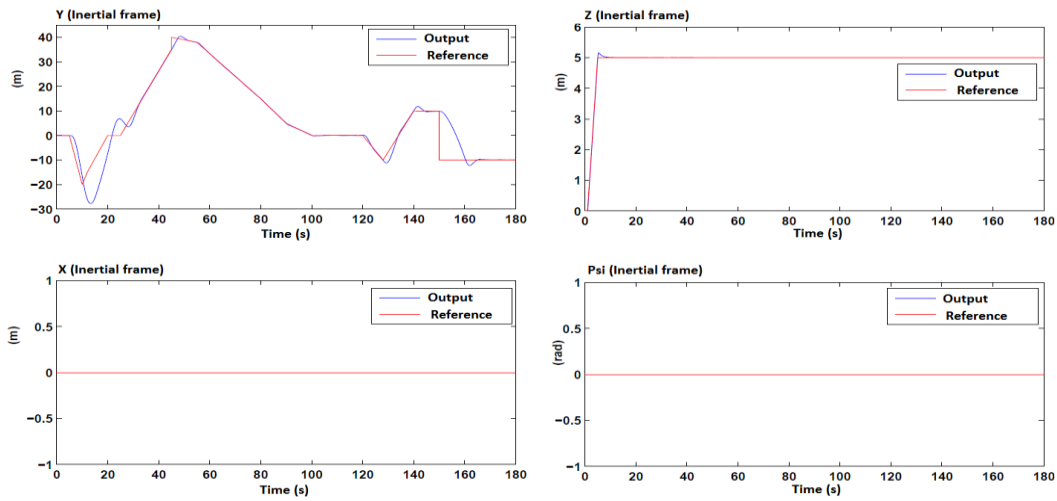 Y (Inertial frame)
40
30
20
10
0
−10
−20
−30
(m)
Output
Reference
0 20 40 60 80 100 120 140 160 180
Time (s)
Z (Inertial frame)
6
5
4
3
2
1
0
(m)
Output
Reference
0 20 40 60 80 100 120 140 160 180
Time (s)
X (Inertial frame)
1
0.5
0
−0.5
−1
(m)
Output
Reference
0 20 40 60 80 100 120 140 160 180
Time (s)
Psi (Inertial frame)
1
0.5
0
−0.5
−1
(rad)
Output
Reference
0 20 40 60 80 100 120 140 160 180
Time (s)